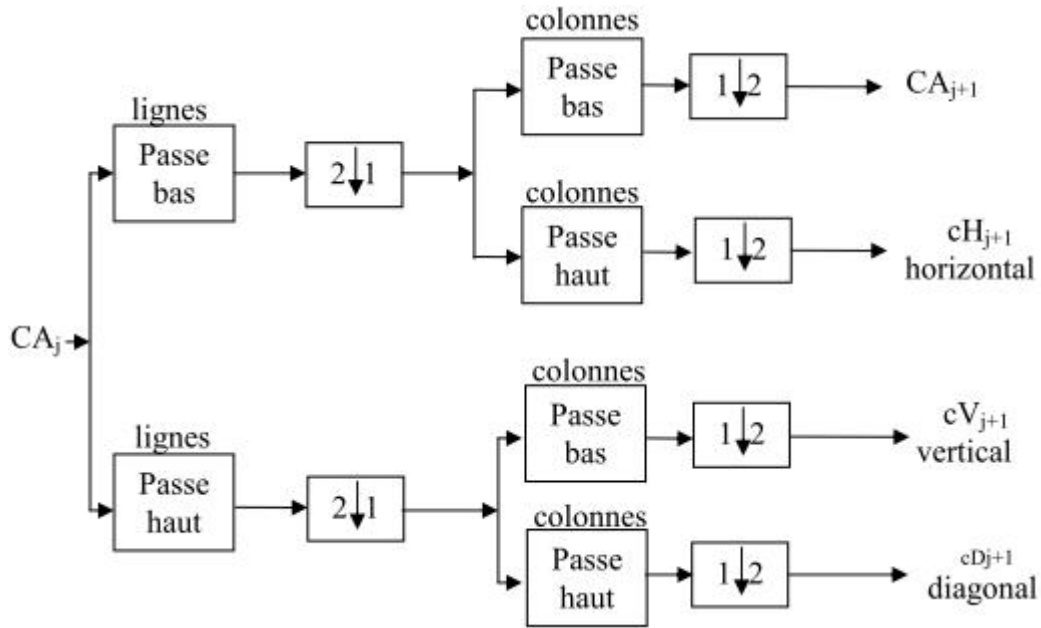 colonnes
Passe
bas
1↓2
CA_{j+1}
lignes
Passe
bas
2↓1
colonnes
Passe
haut
1↓2
cH_{j+1}
horizontal
CA_j
colonnes
Passe
bas
1↓2
cV_{j+1}
vertical
lignes
Passe
haut
2↓1
colonnes
Passe
haut
1↓2
cDj+1
diagonal